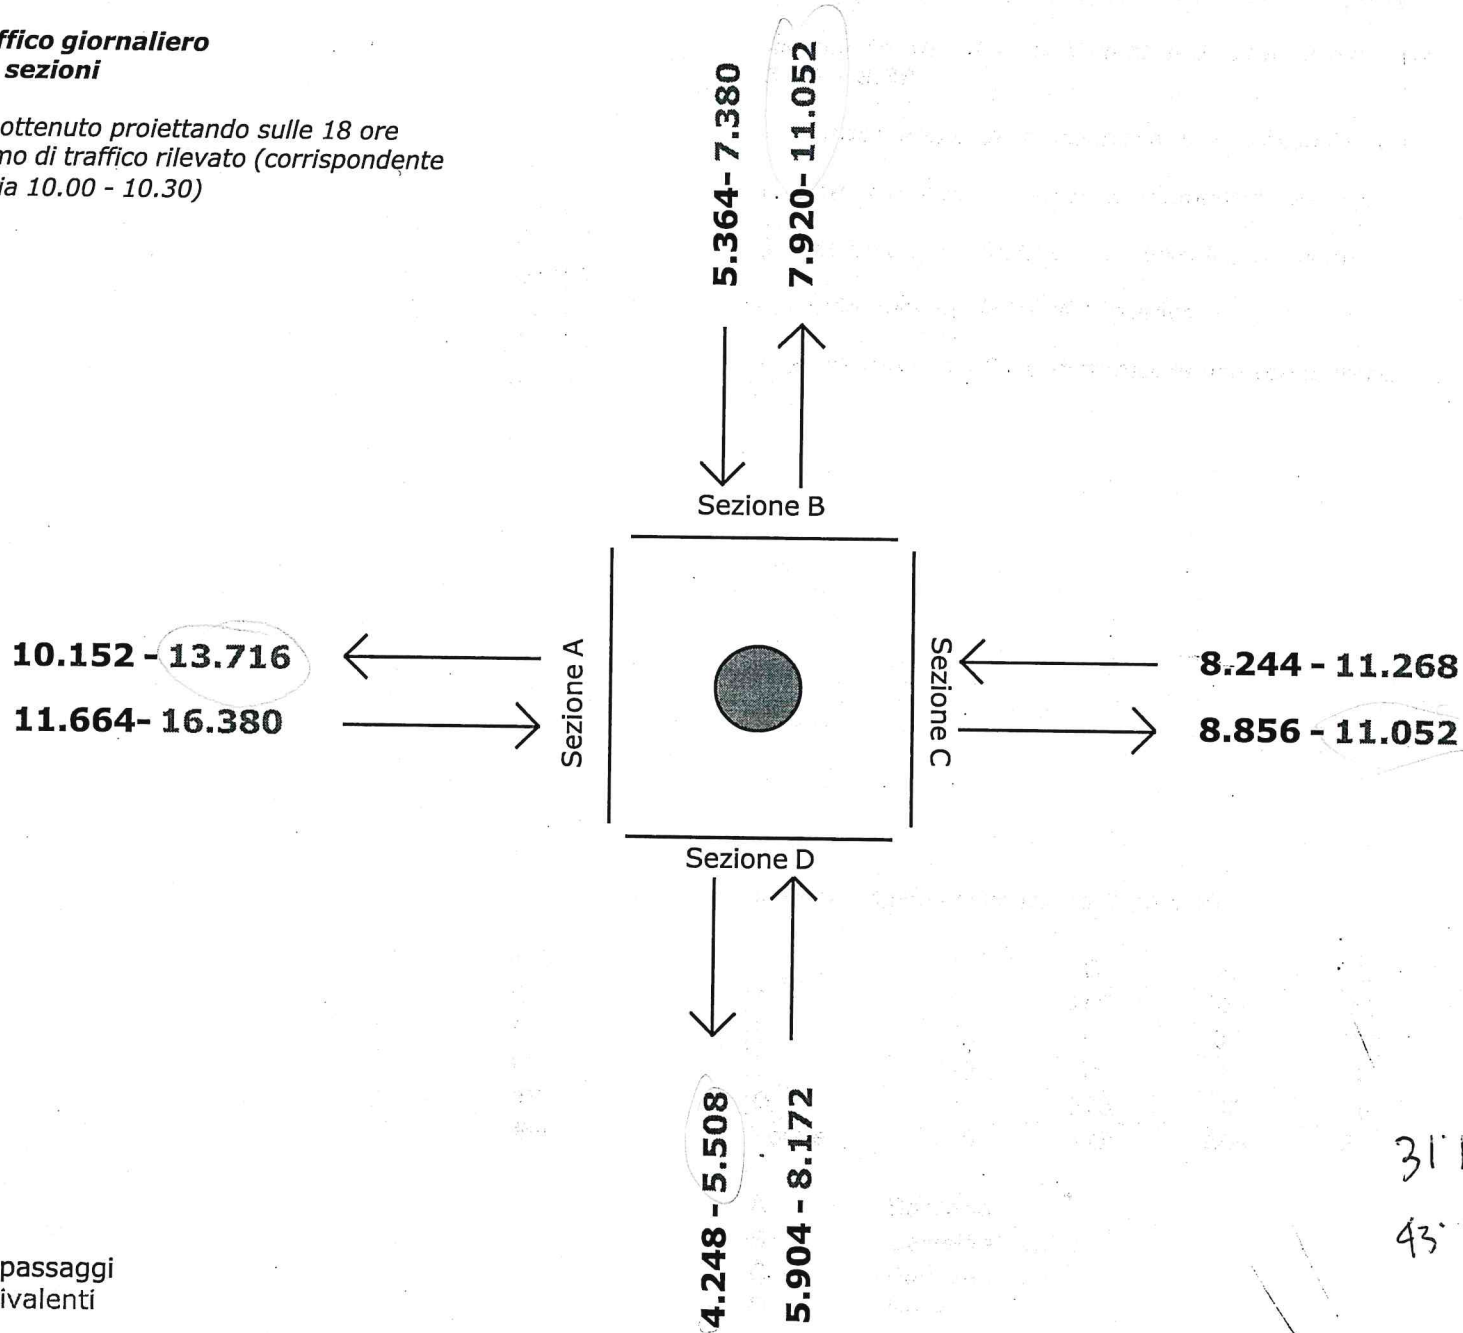 ffico giornaliero
sezioni
ottenuto proiettando sulle 18 ore
no di traffico rilevato (corrispondente
ia 10.00 - 10.30)
5.364- 7.380
7.920- 11.052
Sezione B
10.152 - 13.716
11.664- 16.380
Sezione A
Sezione C
8.244 - 11.268
8.856 - 11.052
Sezione D
4.248 - 5.508
5.904 - 8.172
43·
passaggi
ivalenti